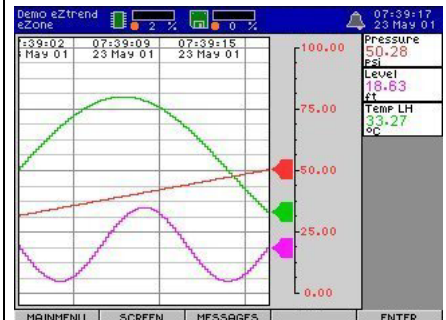 Demo eZtrend
eZone
2 %
0 %
07:39:17
23 May 01
:39:02
May 01
07:39:09
23 May 01
07:39:15
23 May 01
100.00
75.00
50.00
25.00
0.00
Pressure
50.28
psi
Level
18.63
ft
Temp LH
33.27
°C
MAINMENU
SCREEN
MESSAGES
ENTER